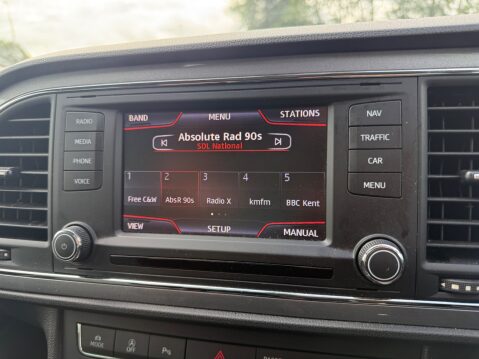 BAND MENU STATIONS
Absolute Rad 90s
SDL National
1 2 3 4 5
Free C&W AbsR 90s Radio X kmfm BBC Kent
VIEW SETUP MANUAL
RADIO
MEDIA
PHONE
VOICE
NAV
TRAFFIC
CAR
MENU
MODE
A
P